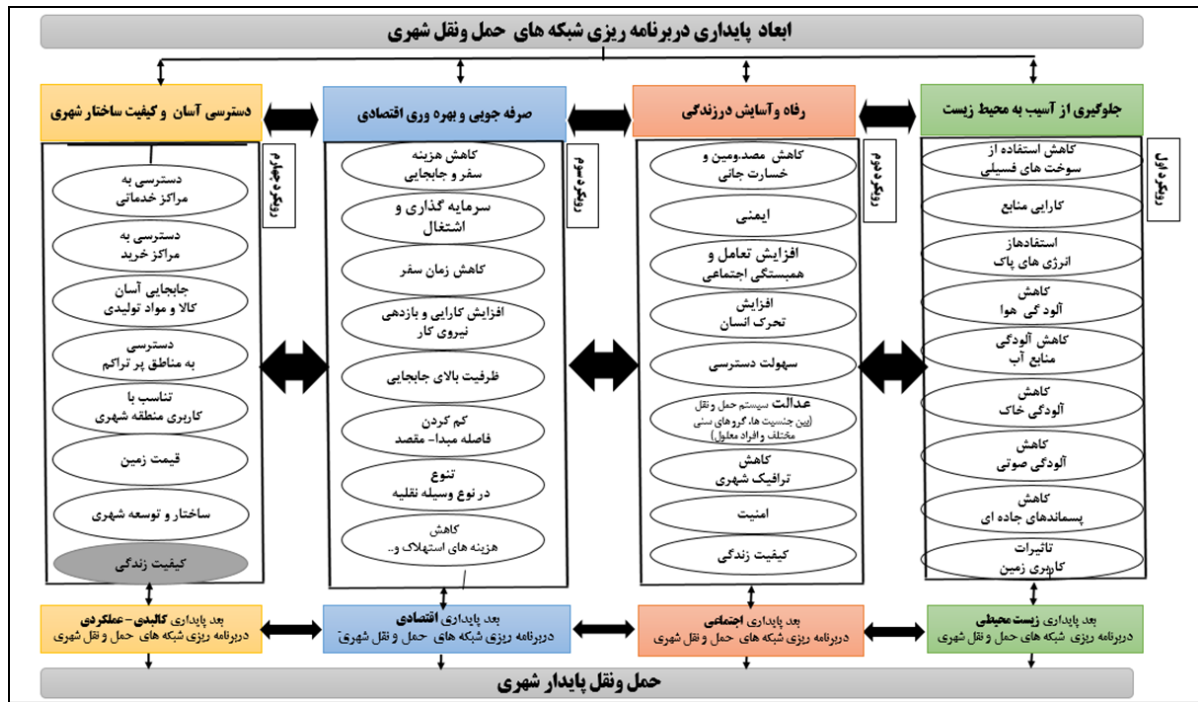 ابعاد پایداری دربرنامه ریزی شبکه های حمل ونقل شهری
جلوگیری از آسیب به محیط زیست
رویکرد اول
کاهش استفاده از
سوخت های فسیلی
کارایی منابع
استفادهاز
انرژی های پاک
کاهش
آلود گی هوا
کاهش آلودگی
منابع آب
کاهش
آلودگی خاک
کاهش
آلودگی صوتی
کاهش
پسماندهای جاده ای
تاثیرات
کاربری زمین
بعد پایداری زیست محیطی
دربرنامه ریزی شبکه های حمل و نقل شهری
رفاه وآسایش درزندگی
رویکرد دوم
کاهش مصد.ومین و
خسارت جانی
ایمنی
افزایش تعامل و
همبستگی اجتماعی
افزایش
تحرک انسان
سهولت دسترسی
عدالت سیستم حمل و نقل
(بین جنسیت ها، گروهای سنی
مختلف و افراد معلول)
کاهش
ترافیک شهری
امنیت
کیفیت زندگی
بعد پایداری اجتماعی
دربرنامه ریزی شبکه های حمل و نقل شهری
صرفه جویی و بهره وری اقتصادی
رویکرد سوم
کاهش هزینه
سفر و جابجایی
سرمایه گذاری و
اشتغال
کاهش زمان سفر
افزایش کارایی و بازدهی
نیروی کار
ظرفیت بالای جابجایی
کم کردن
فاصله مبدا- مقصد
تنوع
در نوع وسیله نقلیه
کاهش
هزینه های استهلاک و..
بعد پایداری اقتصادی
دربرنامه ریزی شبکه های حمل و نقل شهری
دسترسی آسان و کیفیت ساختار شهری
رویکرد چهارم
دسترسی به
مراکز خدماتی
دسترسی به
مراکز خرید
جابجایی آسان
کالا و مواد تولیدی
دسترسی
به مناطق پر تراکم
تناسب با
کاربری منطقه شهری
قیمت زمین
ساختار و توسعه شهری
کیفیت زندگی
بعد پایداری کالبدی-عملکردی
دربرنامه ریزی شبکه های حمل و نقل شهری
حمل ونقل پایدار شهری